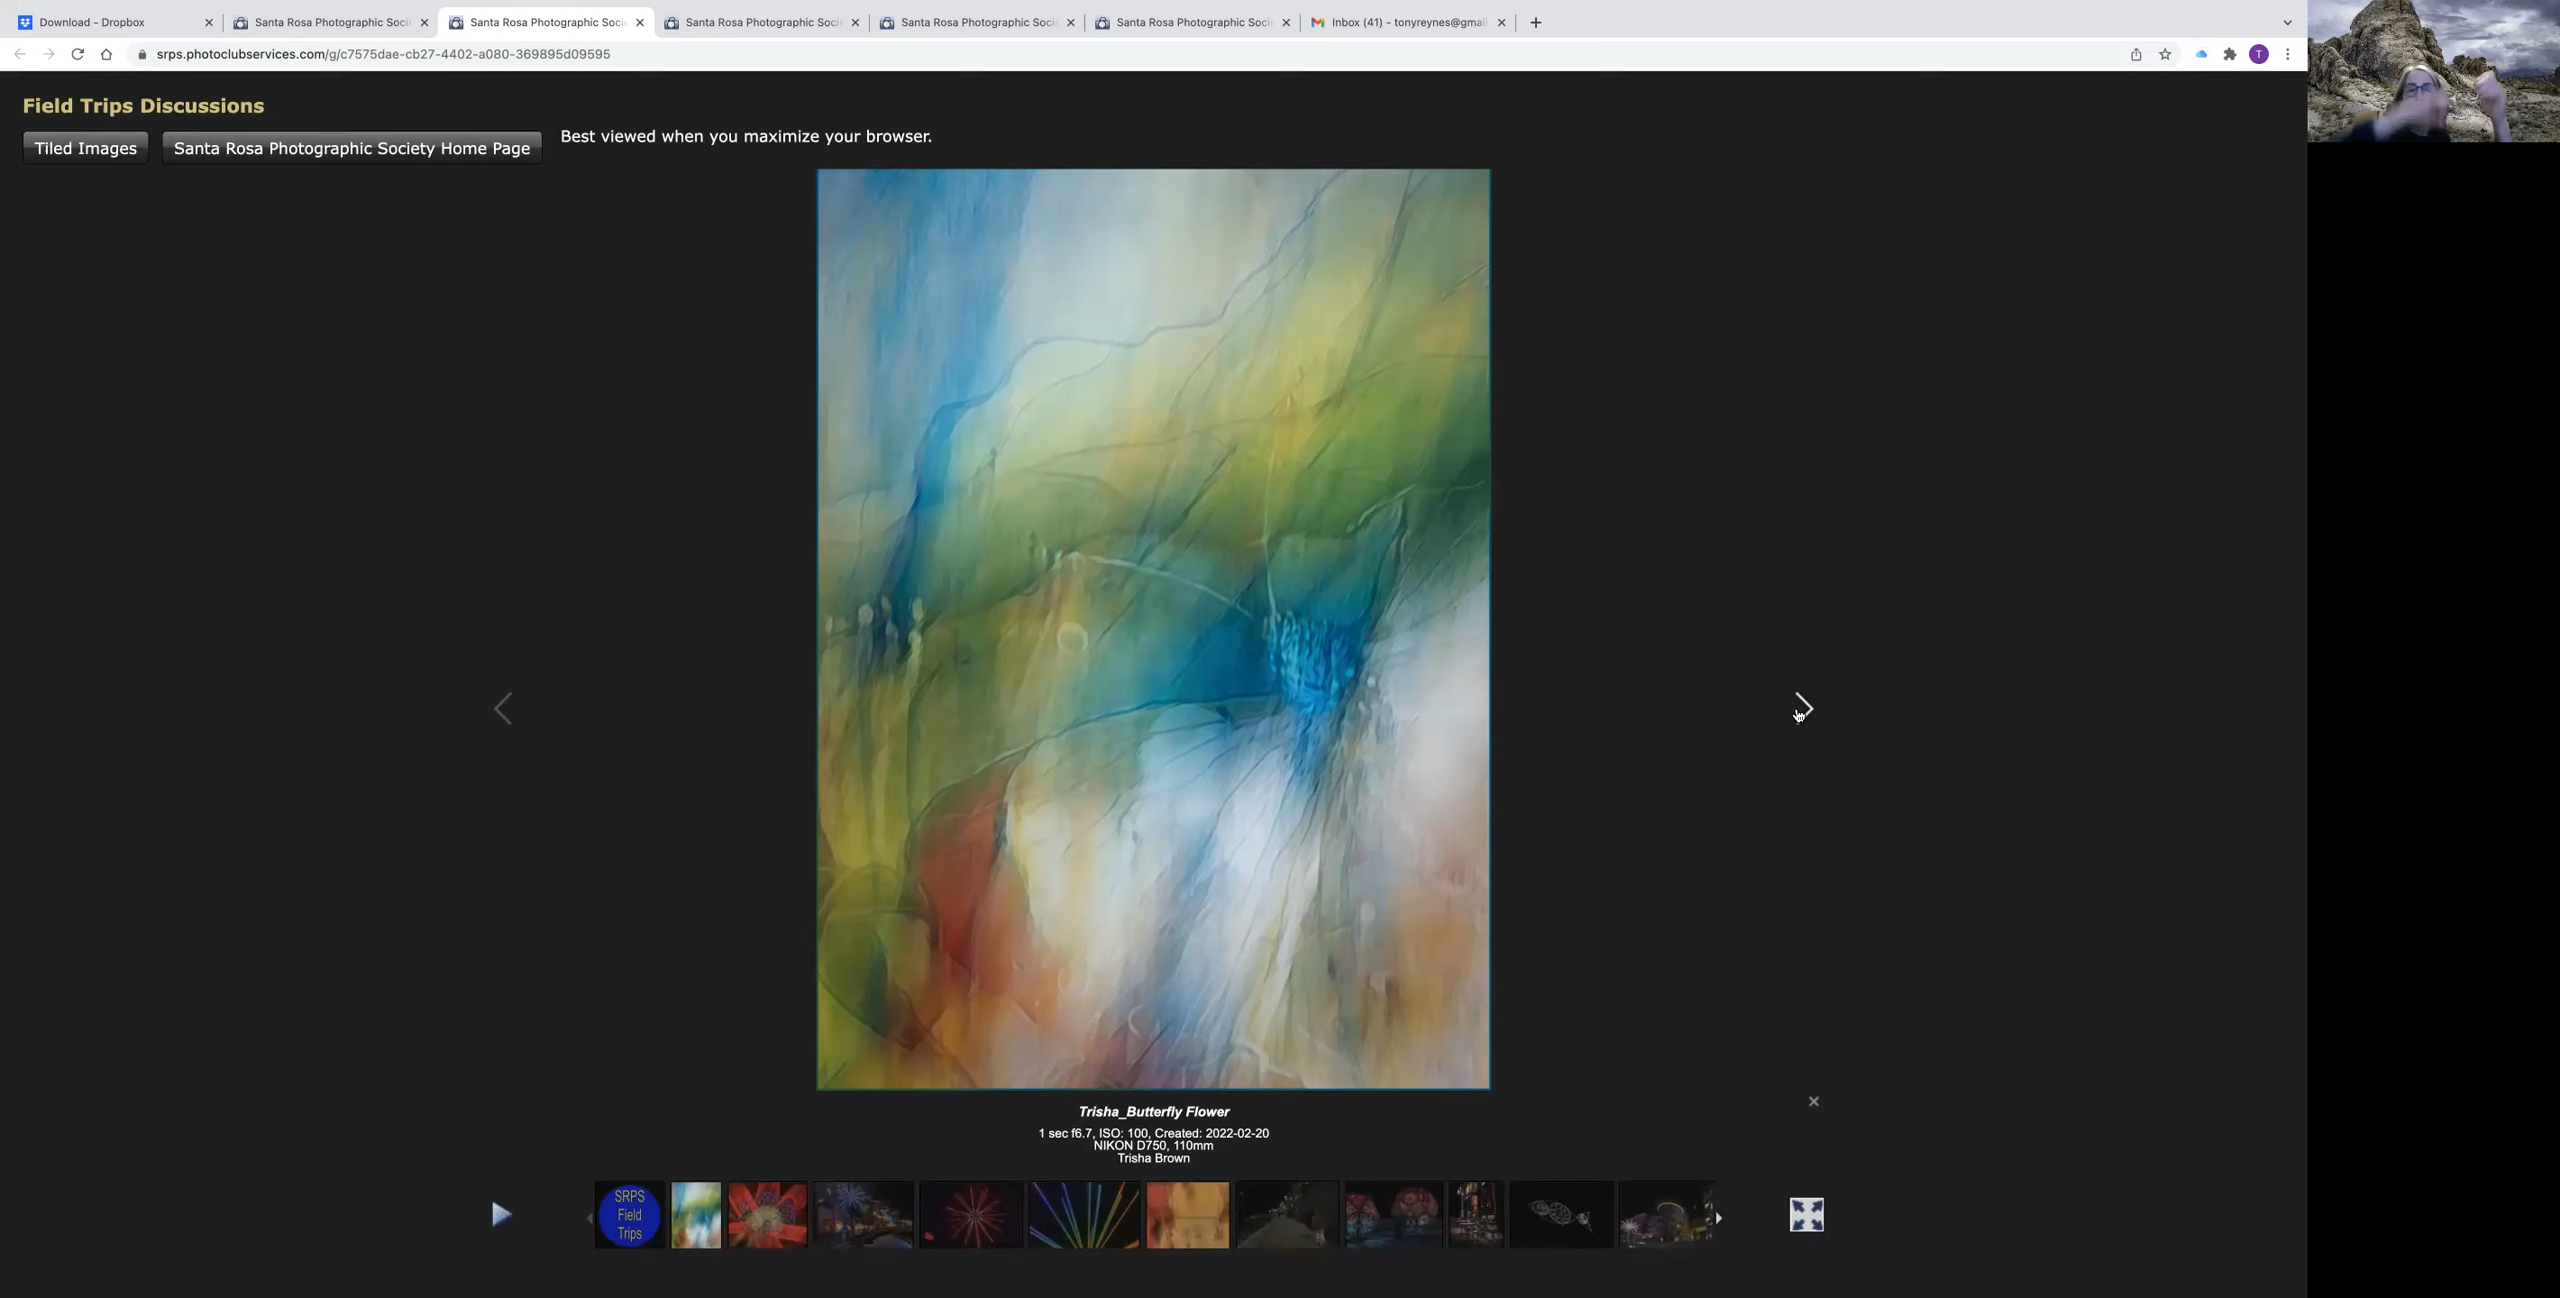 Download - Dropbox
Santa Rosa Photographic Soci
Santa Rosa Photographic Soci
Santa Rosa Photographic Soci
Santa Rosa Photographic Soci
Santa Rosa Photographic Soci
Inbox (41) - tonyreynes@gmai
srps.photoclubservices.com/g/c7575dae-cb27-4402-a080-369895d09595
T
Field Trips Discussions
Tiled Images
Santa Rosa Photographic Society Home Page
Best viewed when you maximize your browser.
Trisha_Butterfly Flower
1 sec f6.7, ISO: 100, Created: 2022-02-20
NIKON D750, 110mm
Trisha Brown
SRPS
Field
Trips